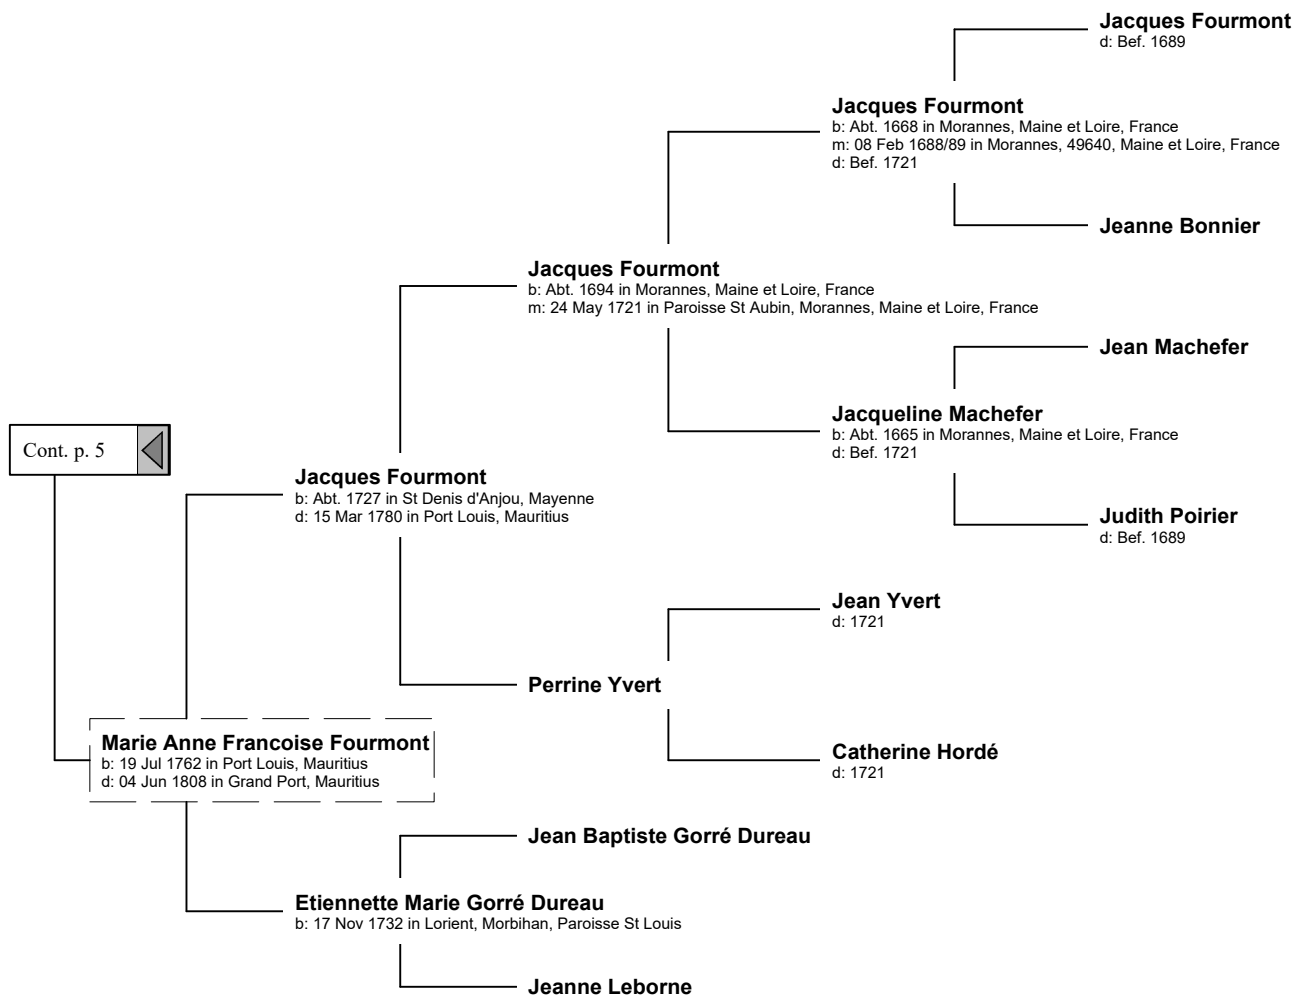 Jacques Fourmont
d: Bef. 1689
Jacques Fourmont
b: Abt. 1668 in Morannes, Maine et Loire, France
m: 08 Feb 1688/89 in Morannes, 49640, Maine et Loire, France
d: Bef. 1721
Jeanne Bonnier
Jacques Fourmont
b: Abt. 1694 in Morannes, Maine et Loire, France
m: 24 May 1721 in Paroisse St Aubin, Morannes, Maine et Loire, France
Jean Machefer
Jacqueline Machefer
b: Abt. 1665 in Morannes, Maine et Loire, France
d: Bef. 1721
Cont. p. 5
Jacques Fourmont
b: Abt. 1727 in St Denis d'Anjou, Mayenne
d: 15 Mar 1780 in Port Louis, Mauritius
Judith Poirier
d: Bef. 1689
Jean Yvert
d: 1721
Perrine Yvert
Marie Anne Francoise Fourmont
b: 19 Jul 1762 in Port Louis, Mauritius
d: 04 Jun 1808 in Grand Port, Mauritius
Catherine Hordé
d: 1721
Jean Baptiste Gorré Dureau
Etiennette Marie Gorré Dureau
b: 17 Nov 1732 in Lorient, Morbihan, Paroisse St Louis
Jeanne Leborne